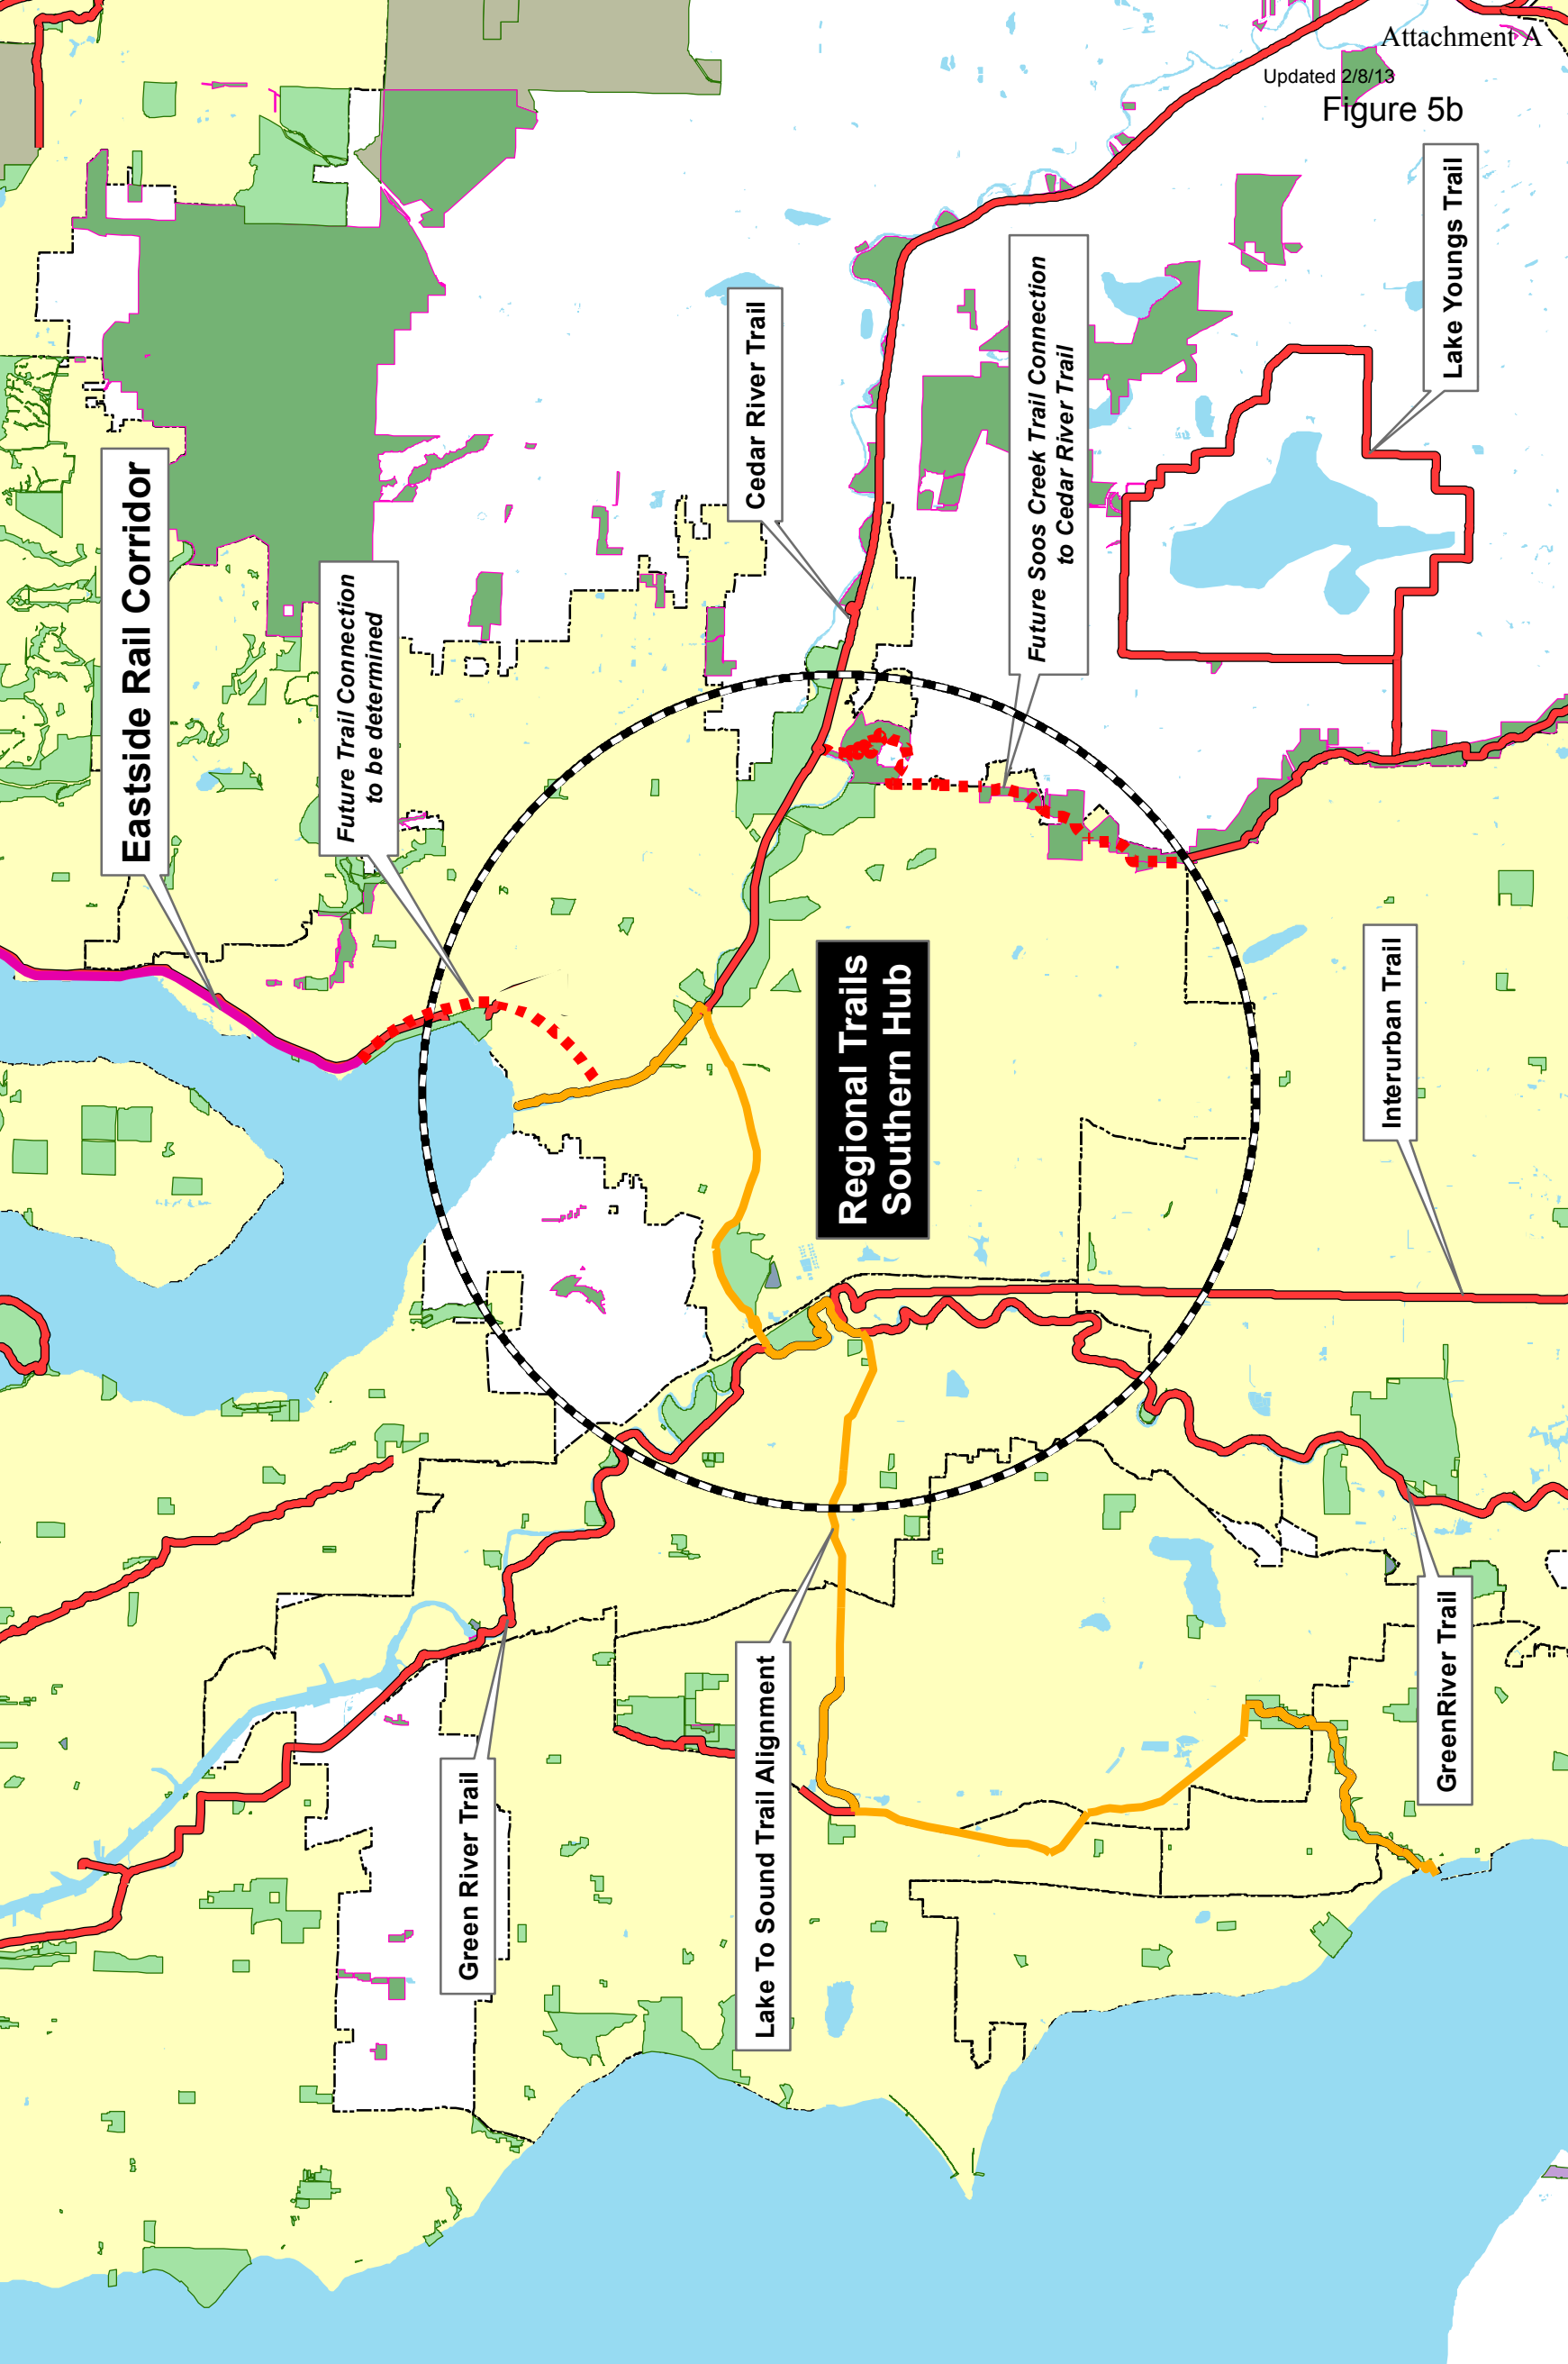 Attachment A
Updated 2/8/13
Figure 5b
Eastside Rail Corridor
Future Trail Connection
to be determined
Cedar River Trail
Future Soos Creek Trail Connection
to Cedar River Trail
Lake Youngs Trail
Regional Trails
Southern Hub
Interurban Trail
Green River Trail
Lake To Sound Trail Alignment
GreenRiver Trail